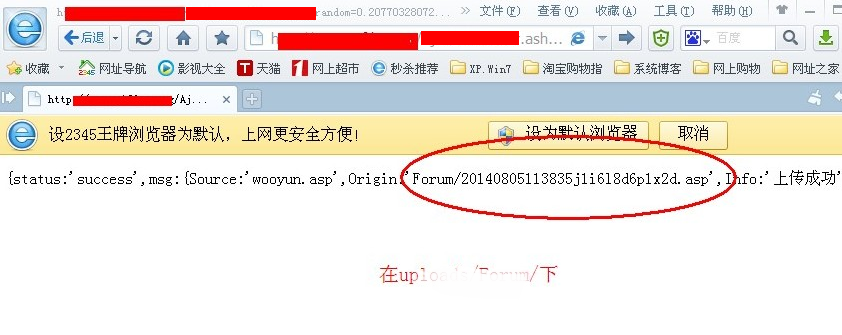 random=0.20770328072... » 文件(F) 查看(V) 收藏(A) 工具(T) 帮助(H)
后退 .ash... 百度
收藏 2345 网址导航 影视大全 T 天猫 1 网上超市 秒杀推荐 XP.Win7 淘宝购物指 系统博客 网上购物 网址之家
http /Aj...
设2345王牌浏览器为默认，上网更安全方便! 设为默认浏览器 取消
{status:'success',msg:{Source:'wooyun.asp',Origin:'Forum/20140805113835jli6l8d6plx2d.asp',Info:'上传成功'
在uploads/Forum/下